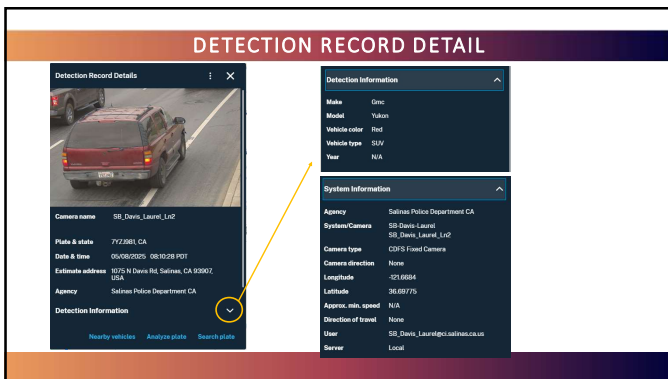 DETECTION RECORD DETAIL
Detection Record Details
Camera name SB_Davis_Laurel_Ln2
Plate & state 7YZJ981, CA
Date & time 05/08/2025 08:10:28 PDT
Estimate address 1075 N Davis Rd, Salinas, CA 93907,
USA
Agency Salinas Police Department CA
Detection Information
Nearby vehicles Analyze plate Search plate
Detection Information
Make Gmc
Model Yukon
Vehicle color Red
Vehicle type SUV
Year N/A
System Information
Agency Salinas Police Department CA
System/Camera SB-Davis-Laurel
SB_Davis_Laurel_Ln2
Camera type CDFS Fixed Camera
Camera direction None
Longitude -121.6684
Latitude 36.69775
Approx. min. speed N/A
Direction of travel None
User SB_Davis_Laurel@ci.salinas.ca.us
Server Local